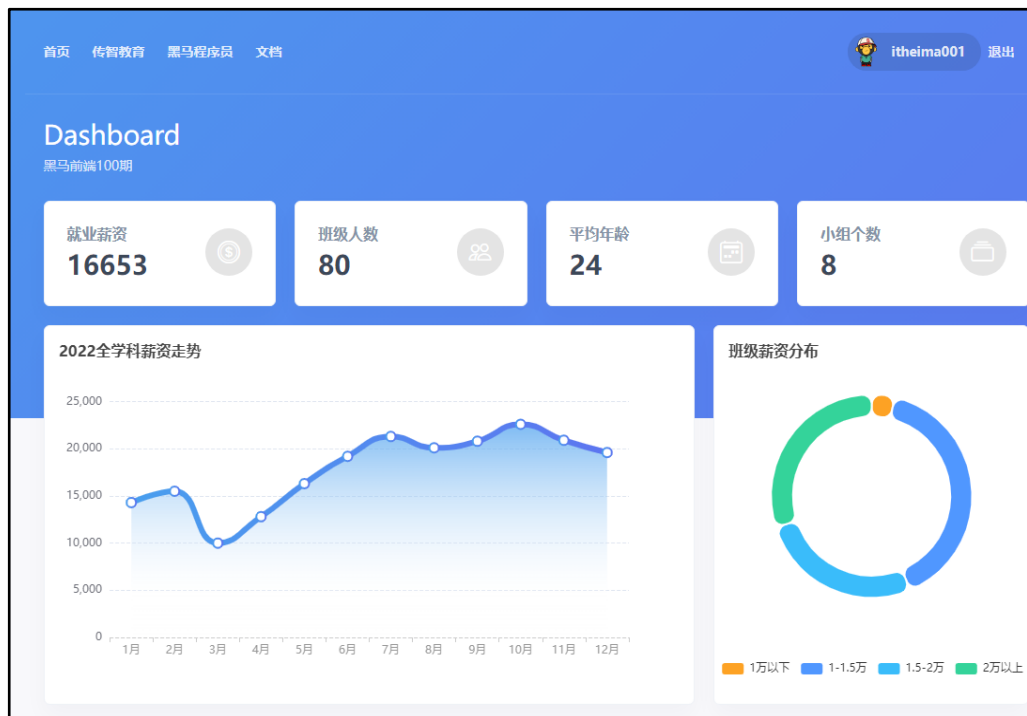 首页 传智教育 黑马程序员 文档 itheima001 退出
Dashboard
黑马前端100期
就业薪资 班级人数 平均年龄 小组个数
16653 80 24 8
2022全学科薪资走势
25,000
20,000
15,000
10,000
5,000
0
1月 2月 3月 4月 5月 6月 7月 8月 9月 10月 11月 12月
班级薪资分布
1万以下 1-1.5万 1.5-2万 2万以上